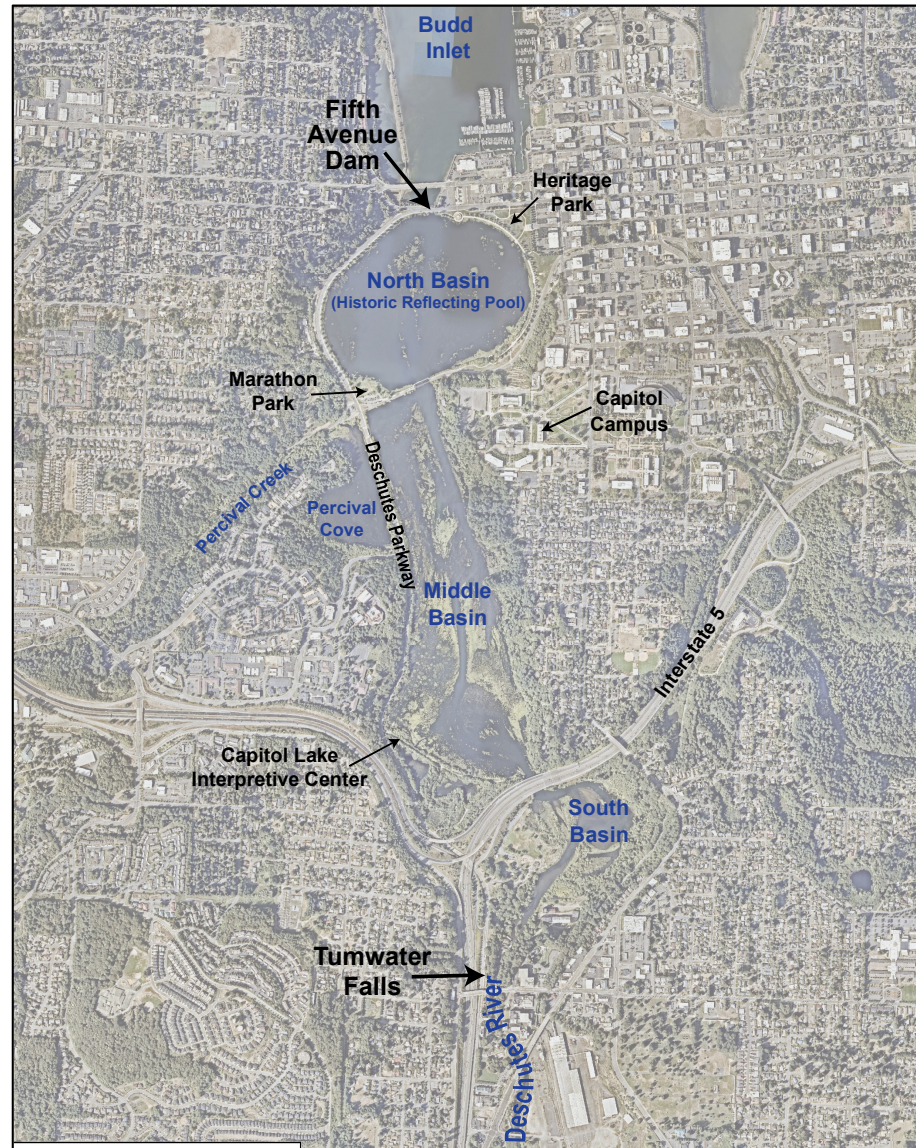 Budd
Inlet
Fifth
Avenue
Dam
Heritage
Park
North Basin
(Historic Reflecting Pool)
Marathon
Park
Capitol
Campus
Deschutes Parkway
Percival Creek
Percival
Cove
Middle
Basin
Interstate 5
Capitol Lake
Interpretive Center
South
Basin
Tumwater
Falls
Deschutes River